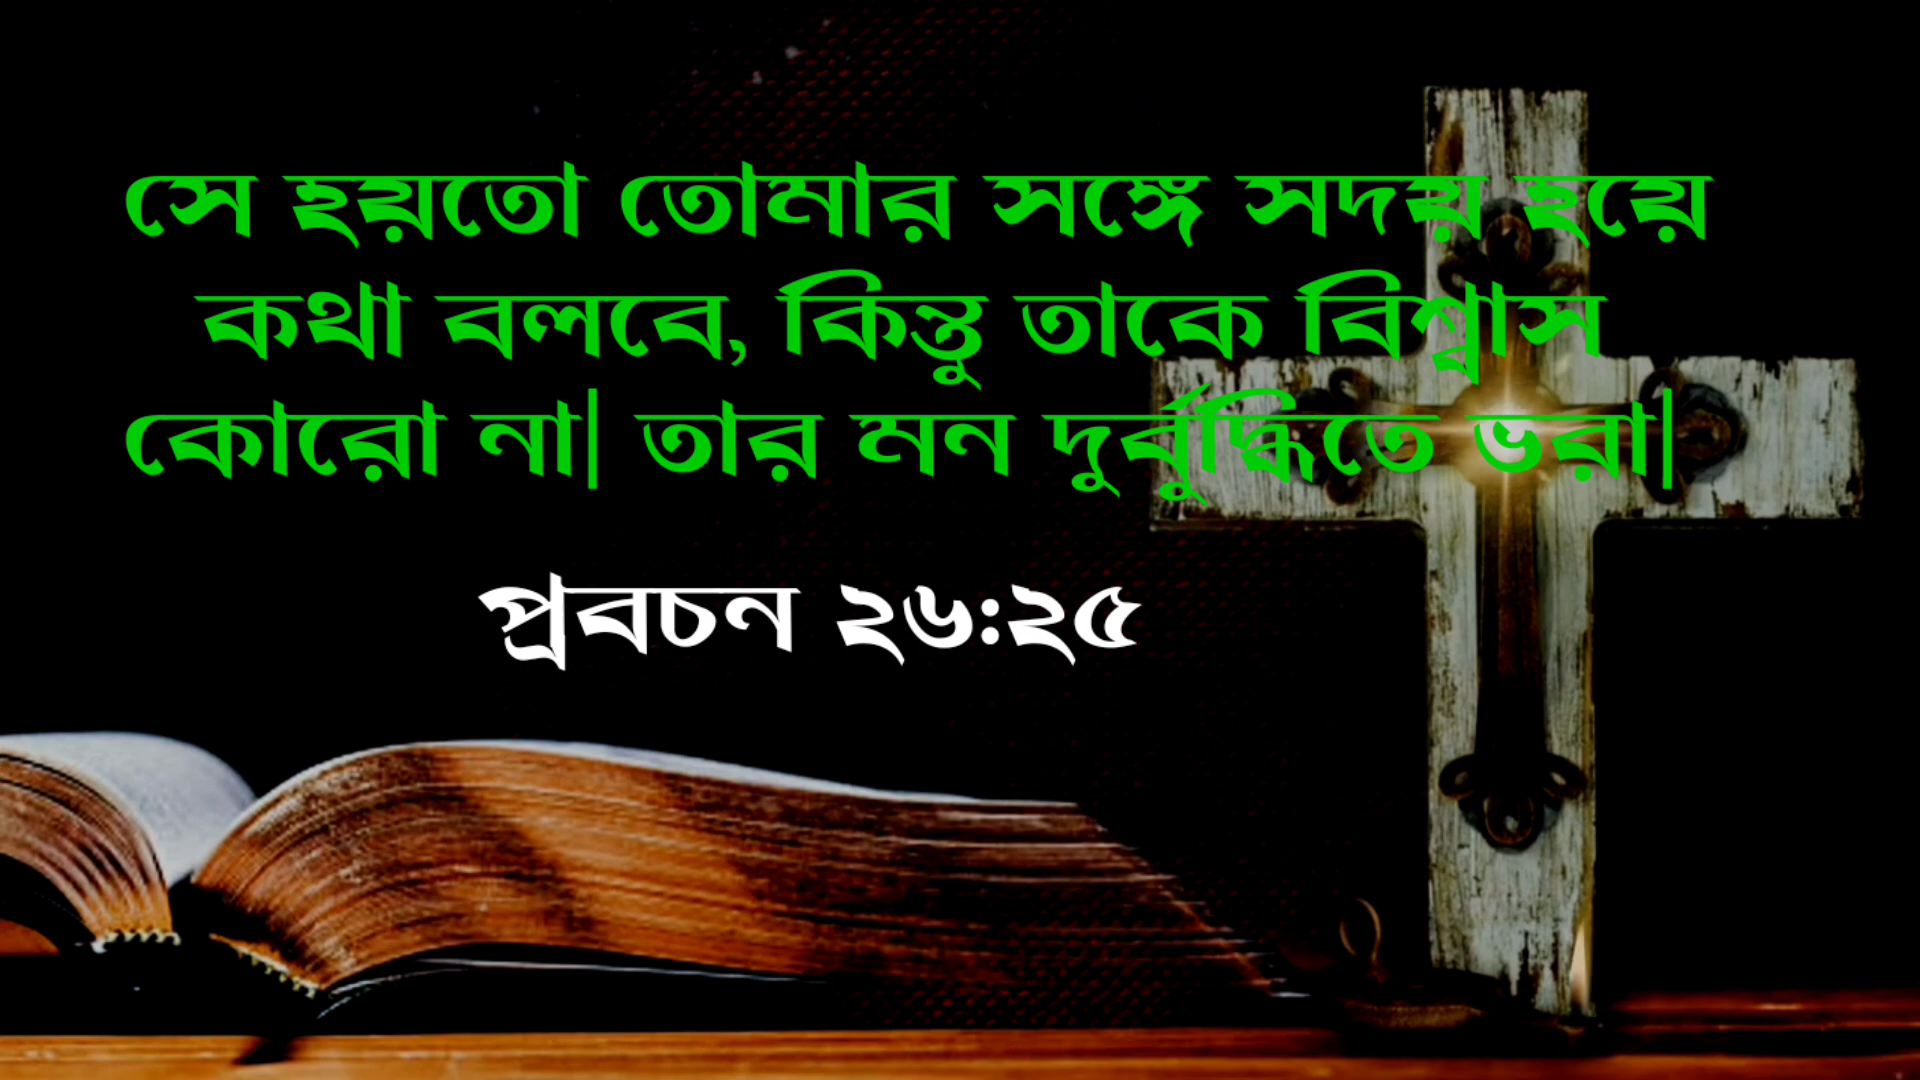 সে হয়তো তোমার সঙ্গে সদয় হয়ে
কথা বলবে, কিন্তু তাকে বিশ্বাস
কোরো না| তার মন দুর্বুদ্ধিতে ভরা|
প্রবচন ২৬:২৫